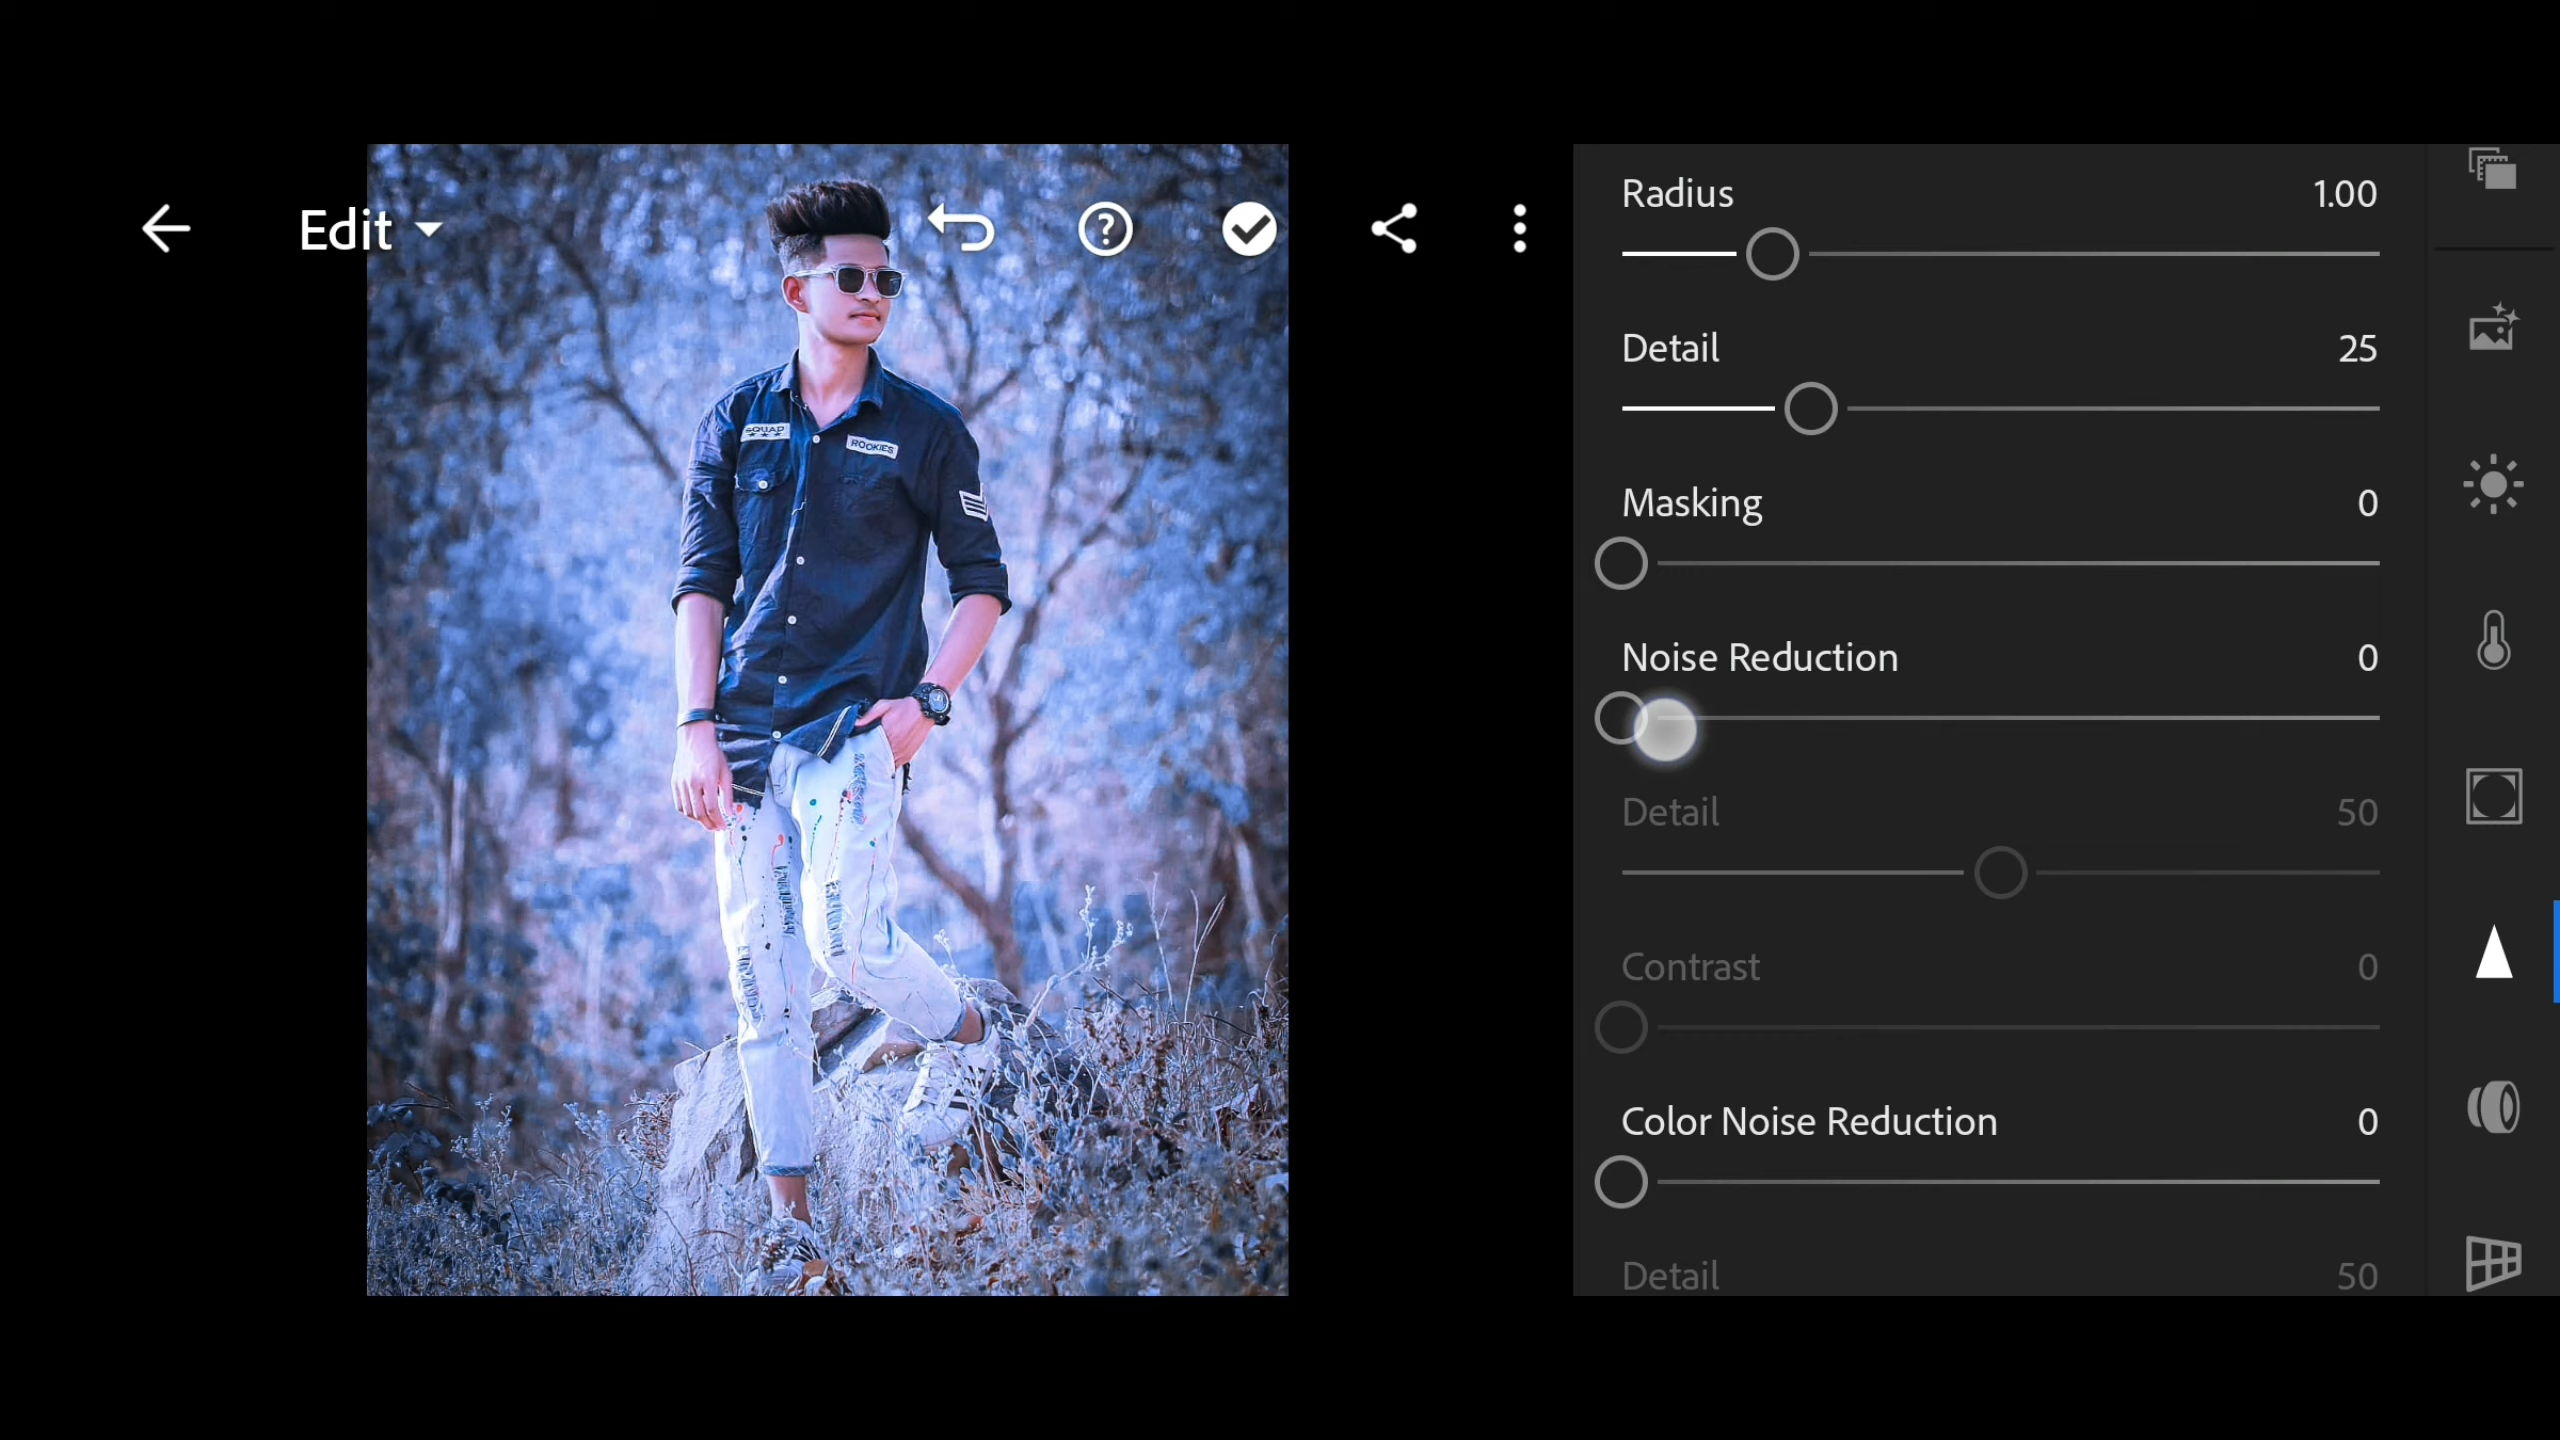 Edit
SQUAD
ROOKIES
Radius 1.00
Detail 25
Masking 0
Noise Reduction 0
Detail 50
Contrast 0
Color Noise Reduction 0
Detail 50